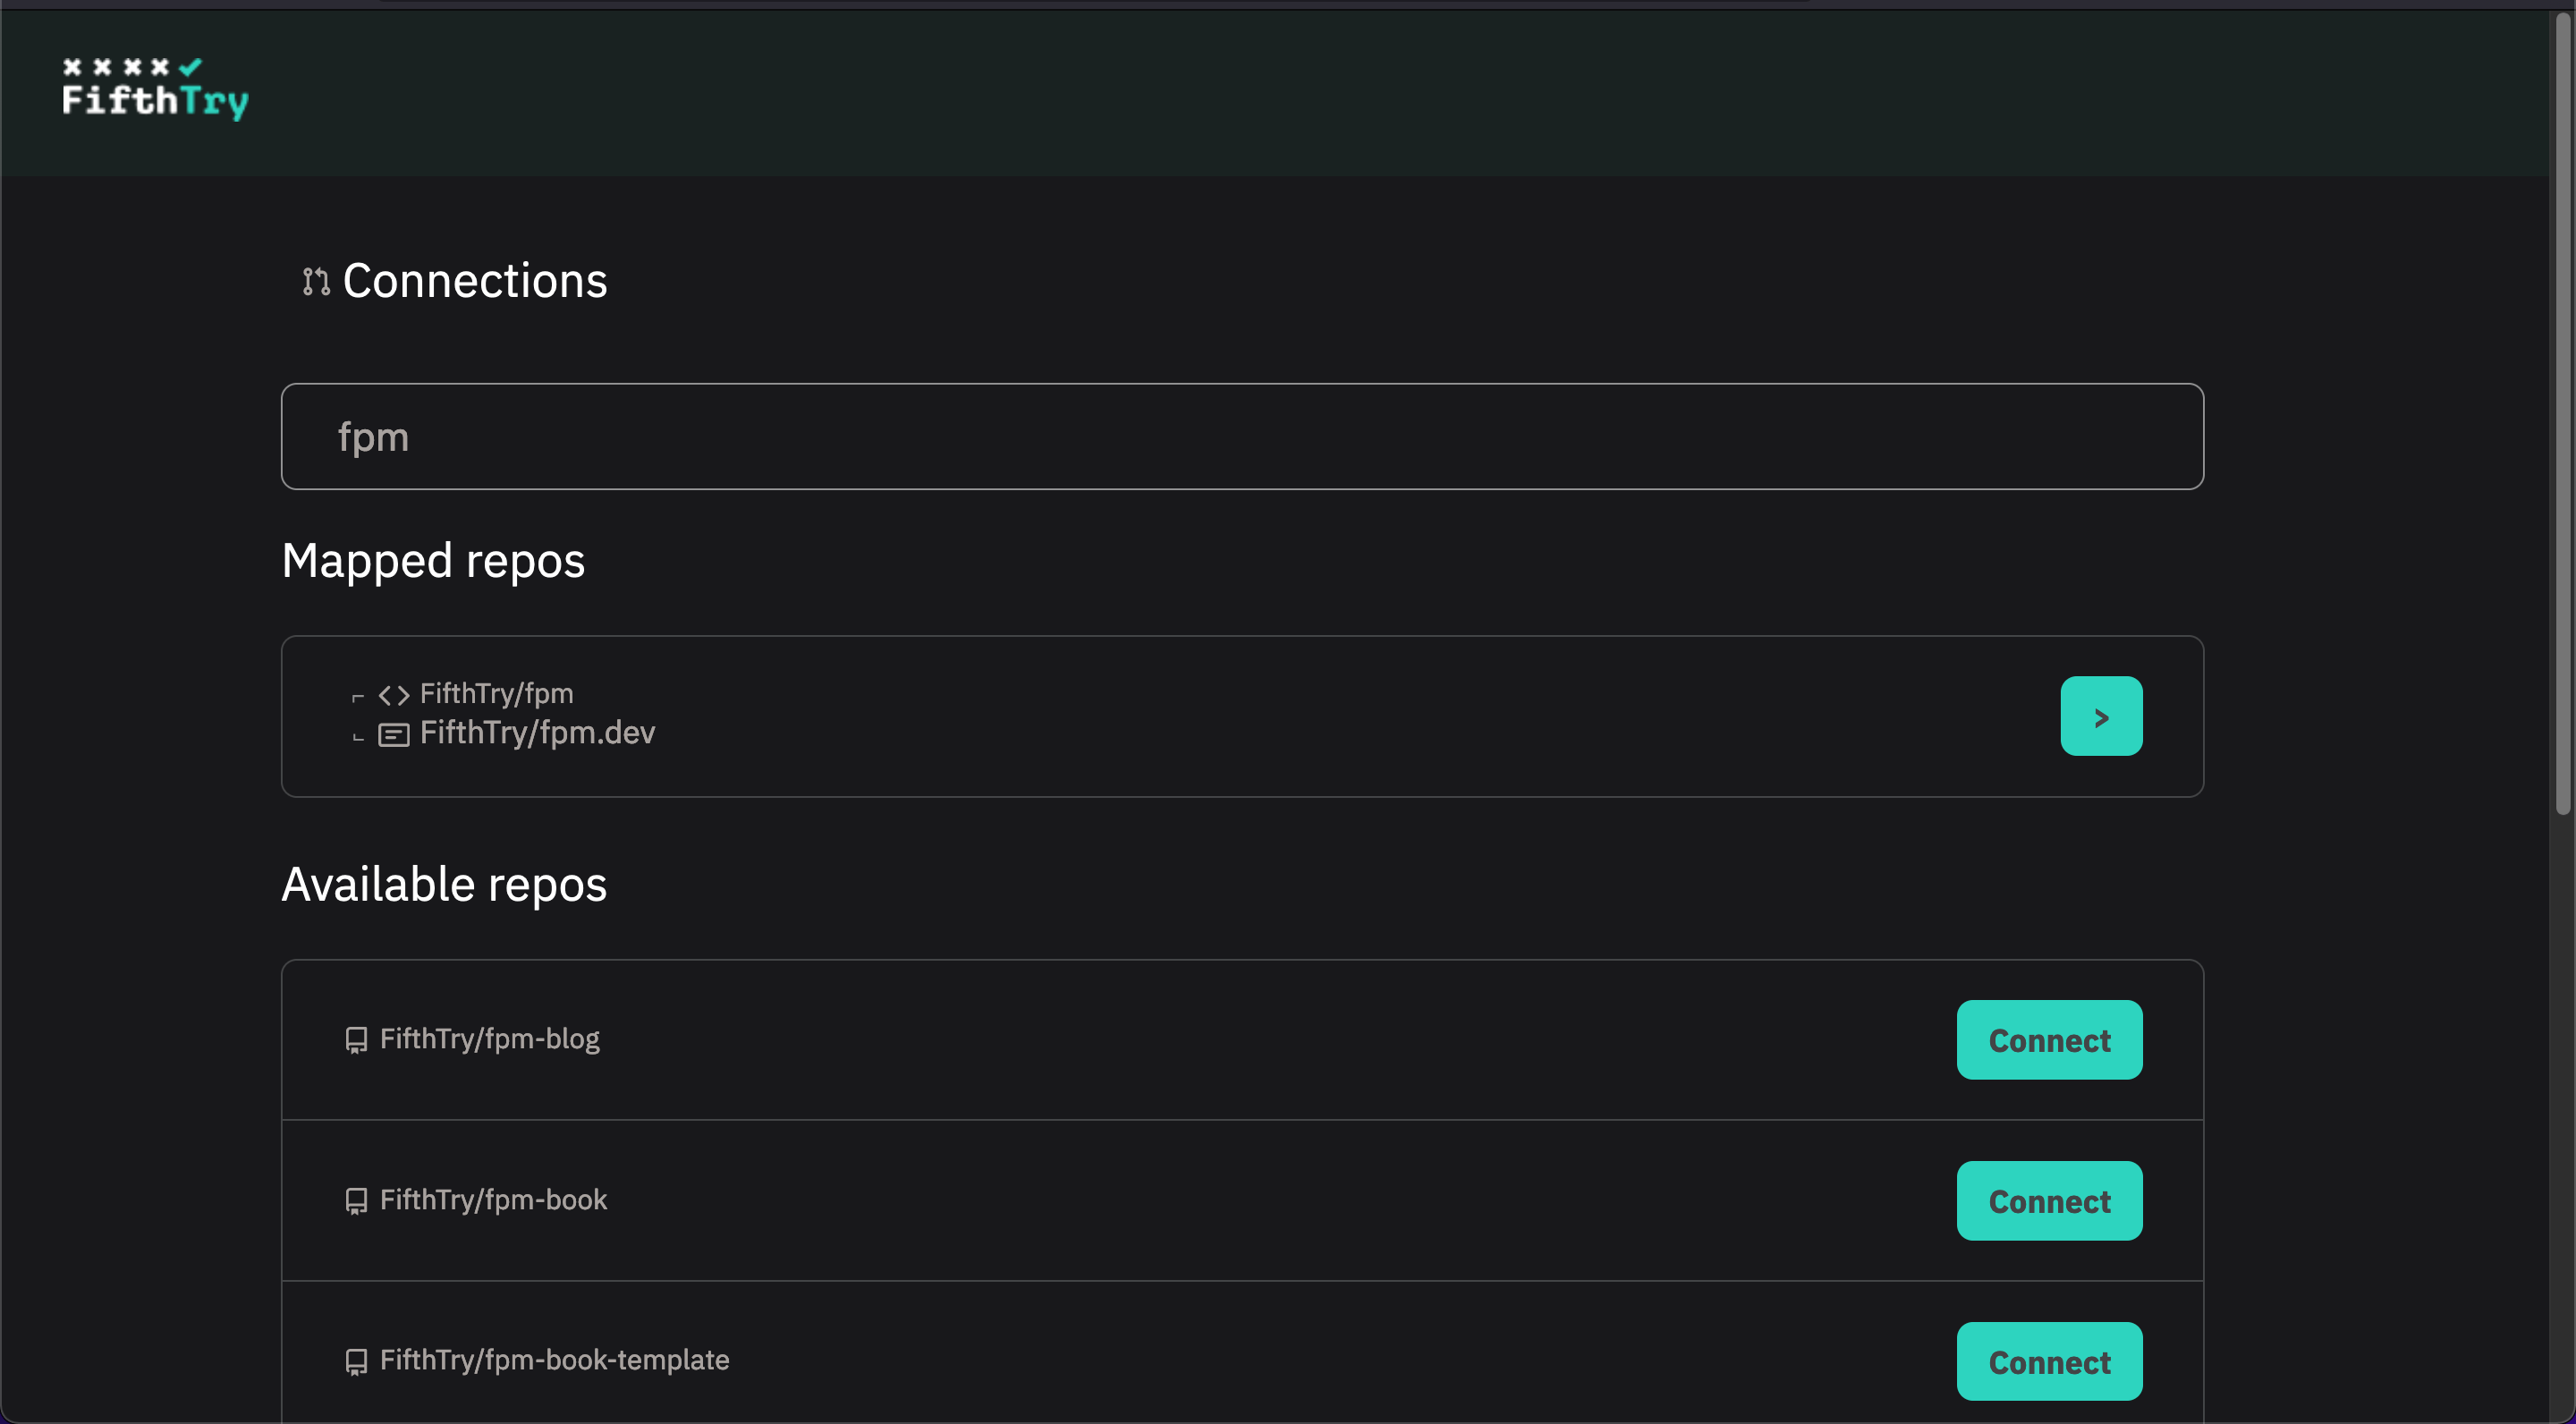 FifthTry
Connections
fpm
Mapped repos
FifthTry/fpm
FifthTry/fpm.dev
>
Available repos
FifthTry/fpm-blog
Connect
FifthTry/fpm-book
Connect
FifthTry/fpm-book-template
Connect